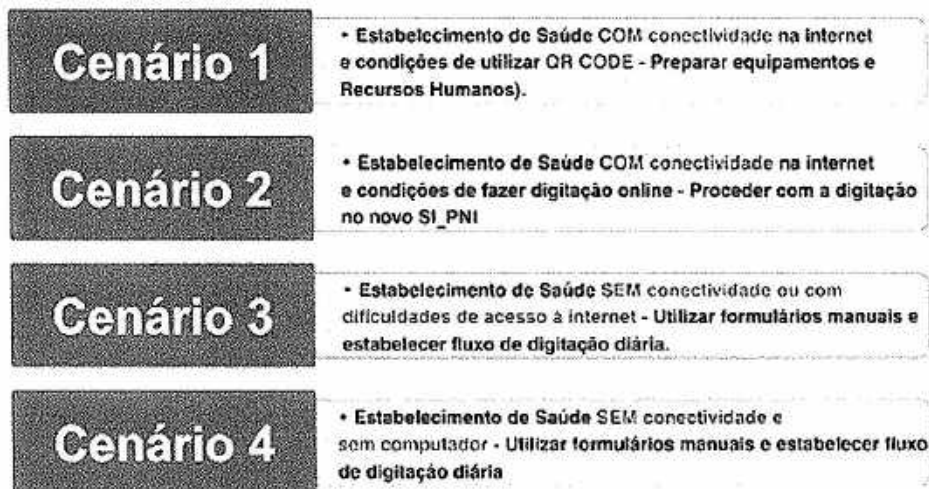 Cenário 1
• Estabelecimento de Saúde COM conectividade na internet
e condições de utilizar QR CODE - Preparar equipamentos e
Recursos Humanos).
Cenário 2
• Estabelecimento de Saúde COM conectividade na internet
e condições de fazer digitação online - Proceder com a digitação
no novo SI_PNI
Cenário 3
• Estabelecimento de Saúde SEM conectividade ou com
dificuldades de acesso à internet - Utilizar formulários manuais e
estabelecer fluxo de digitação diária.
Cenário 4
• Estabelecimento de Saúde SEM conectividade e
sem computador - Utilizar formulários manuais e estabelecer fluxo
de digitação diária